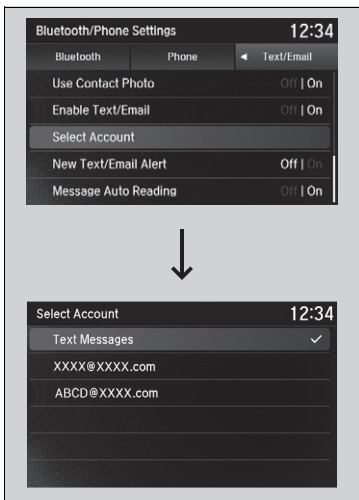 Bluetooth/Phone Settings 12:34
Bluetooth Phone ◄ Text/Email
Use Contact Photo Off | On
Enable Text/Email Off | On
Select Account
New Text/Email Alert Off | On
Message Auto Reading Off | On
Select Account 12:34
Text Messages ✓
XXXX@XXXX.com
ABCD@XXXX.com